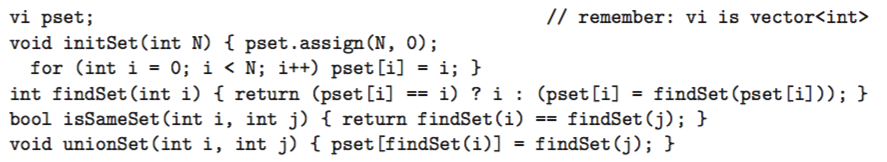 vi pset; // remember: vi is vector<int>
void initSet(int N) { pset.assign(N, 0);
  for (int i = 0; i < N; i++) pset[i] = i; }
int findSet(int i) { return (pset[i] == i) ? i : (pset[i] = findSet(pset[i])); }
bool isSameSet(int i, int j) { return findSet(i) == findSet(j); }
void unionSet(int i, int j) { pset[findSet(i)] = findSet(j); }